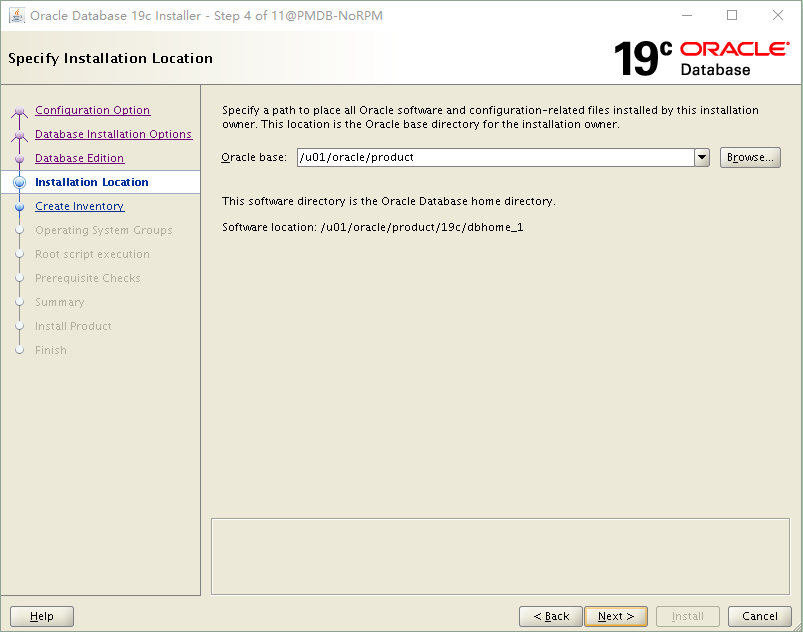 Oracle Database 19c Installer - Step 4 of 11@PMDB-NoRPM
Specify Installation Location
19c ORACLE
Database
Configuration Option
Database Installation Options
Database Edition
Installation Location
Create Inventory
Operating System Groups
Root script execution
Prerequisite Checks
Summary
Install Product
Finish
Specify a path to place all Oracle software and configuration-related files installed by this installation
owner. This location is the Oracle base directory for the installation owner.
Oracle base: /u01/oracle/product Browse...
This software directory is the Oracle Database home directory.
Software location: /u01/oracle/product/19c/dbhome_1
Help < Back Next > Install Cancel